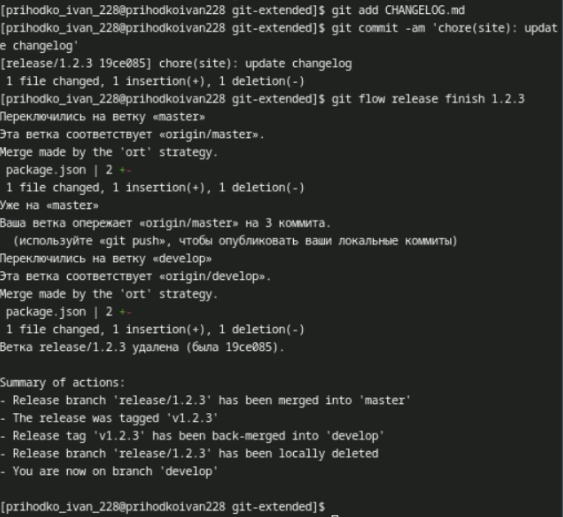 [prihodko_ivan_228@prihodkoivan228 git-extended]$ git add CHANGELOG.md
[prihodko_ivan_228@prihodkoivan228 git-extended]$ git commit -am 'chore(site): updat
e changelog'
[release/1.2.3 19ce085] chore(site): update changelog
 1 file changed, 1 insertion(+), 1 deletion(-)
[prihodko_ivan_228@prihodkoivan228 git-extended]$ git flow release finish 1.2.3
Переключились на ветку «master»
Эта ветка соответствует «origin/master».
Merge made by the 'ort' strategy.
 package.json | 2 +-
 1 file changed, 1 insertion(+), 1 deletion(-)
Уже на «master»
Ваша ветка опережает «origin/master» на 3 коммита.
  (используйте «git push», чтобы опубликовать ваши локальные коммиты)
Переключились на ветку «develop»
Эта ветка соответствует «origin/develop».
Merge made by the 'ort' strategy.
 package.json | 2 +-
 1 file changed, 1 insertion(+), 1 deletion(-)
Ветка release/1.2.3 удалена (была 19ce085).

Summary of actions:
- Release branch 'release/1.2.3' has been merged into 'master'
- The release was tagged 'v1.2.3'
- Release tag 'v1.2.3' has been back-merged into 'develop'
- Release branch 'release/1.2.3' has been locally deleted
- You are now on branch 'develop'

[prihodko_ivan_228@prihodkoivan228 git-extended]$